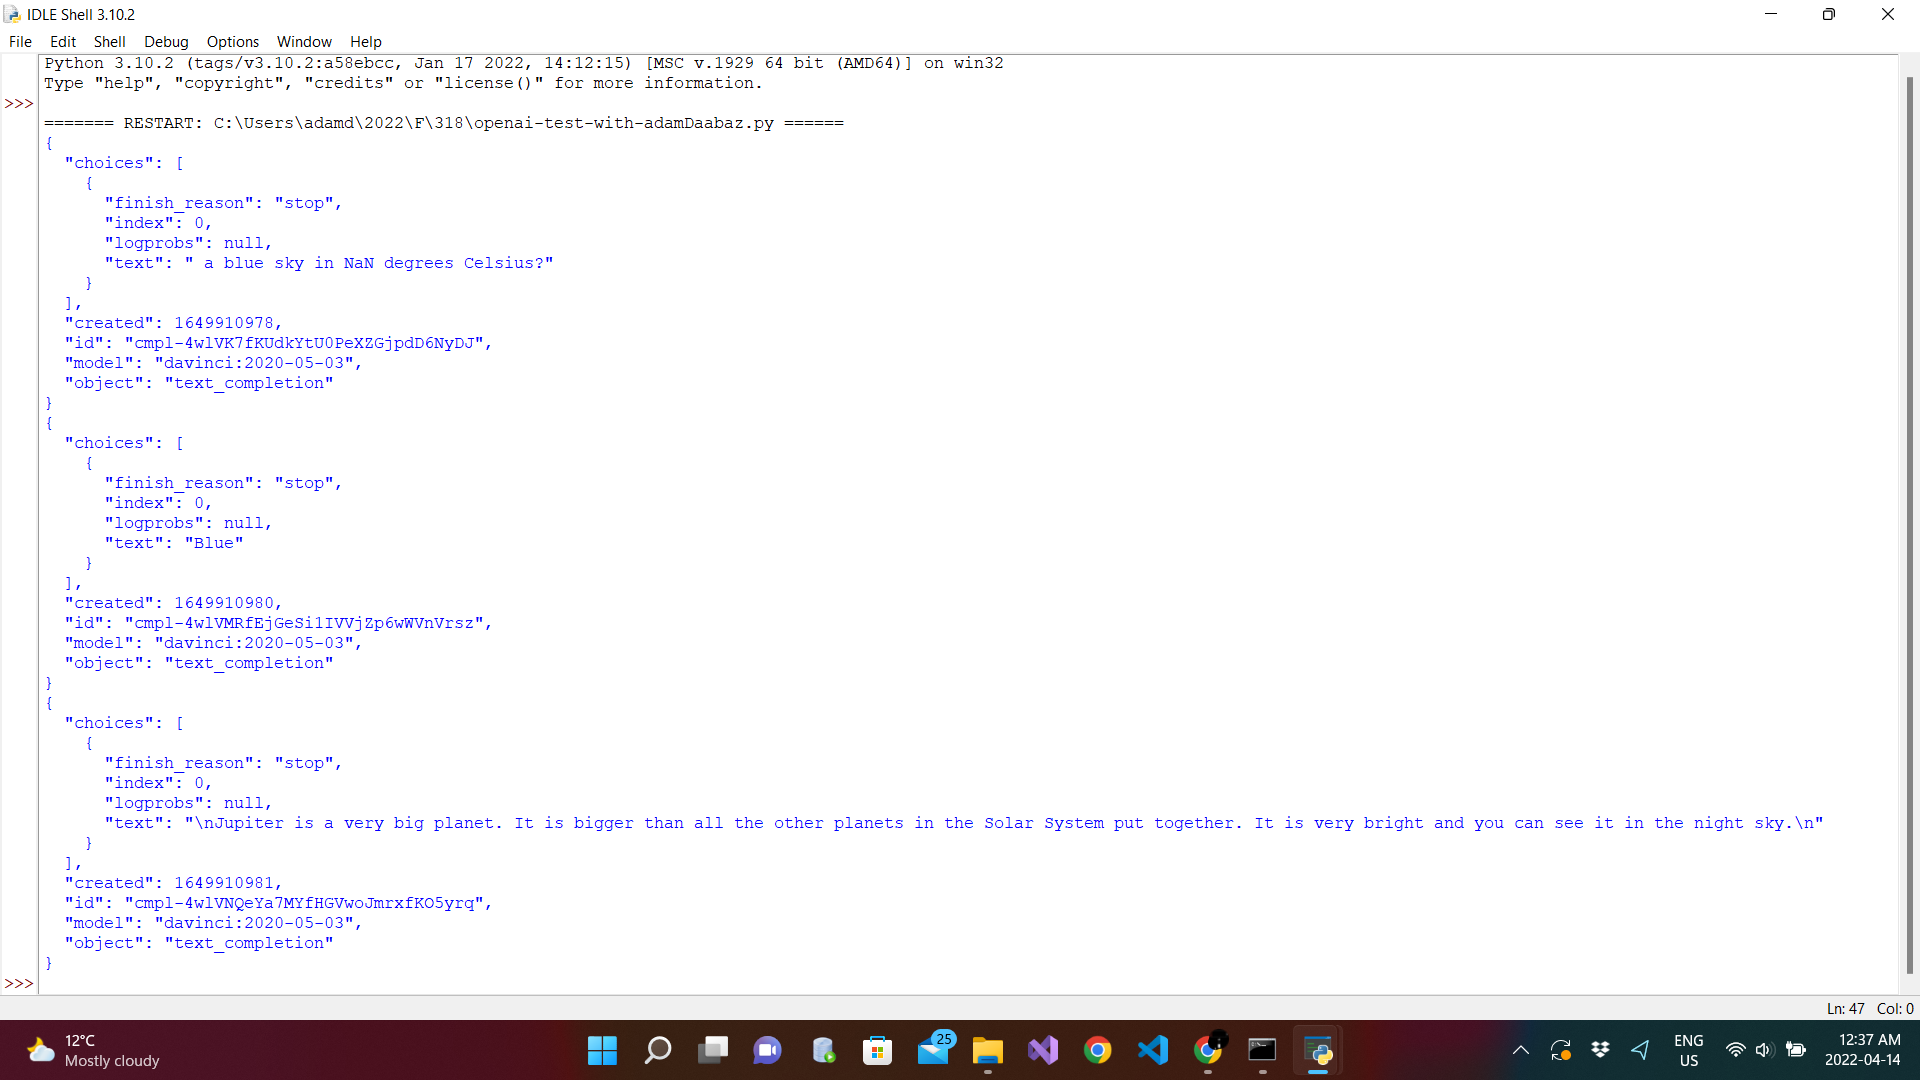 IDLE Shell 3.10.2
File Edit Shell Debug Options Window Help
Python 3.10.2 (tags/v3.10.2:a58ebcc, Jan 17 2022, 14:12:15) [MSC v.1929 64 bit (AMD64)] on win32
Type "help", "copyright", "credits" or "license()" for more information.
>>>
======= RESTART: C:\Users\adamd\2022\F\318\openai-test-with-adamDaabaz.py ======
{
  "choices": [
    {
      "finish_reason": "stop",
      "index": 0,
      "logprobs": null,
      "text": " a blue sky in NaN degrees Celsius?"
    }
  ],
  "created": 1649910978,
  "id": "cmpl-4wlVK7fKUdkYtU0PeXZGjpdD6NyDJ",
  "model": "davinci:2020-05-03",
  "object": "text_completion"
}
{
  "choices": [
    {
      "finish_reason": "stop",
      "index": 0,
      "logprobs": null,
      "text": "Blue"
    }
  ],
  "created": 1649910980,
  "id": "cmpl-4wlVMRfEjGeSi1IVVjZp6wWVnVrsz",
  "model": "davinci:2020-05-03",
  "object": "text_completion"
}
{
  "choices": [
    {
      "finish_reason": "stop",
      "index": 0,
      "logprobs": null,
      "text": "\nJupiter is a very big planet. It is bigger than all the other planets in the Solar System put together. It is very bright and you can see it in the night sky.\n"
    }
  ],
  "created": 1649910981,
  "id": "cmpl-4wlVNQeYa7MYfHGVwoJmrxfKO5yrq",
  "model": "davinci:2020-05-03",
  "object": "text_completion"
}
>>>
Ln: 47 Col: 0
12°C
Mostly cloudy
25
ENG
US
12:37 AM
2022-04-14